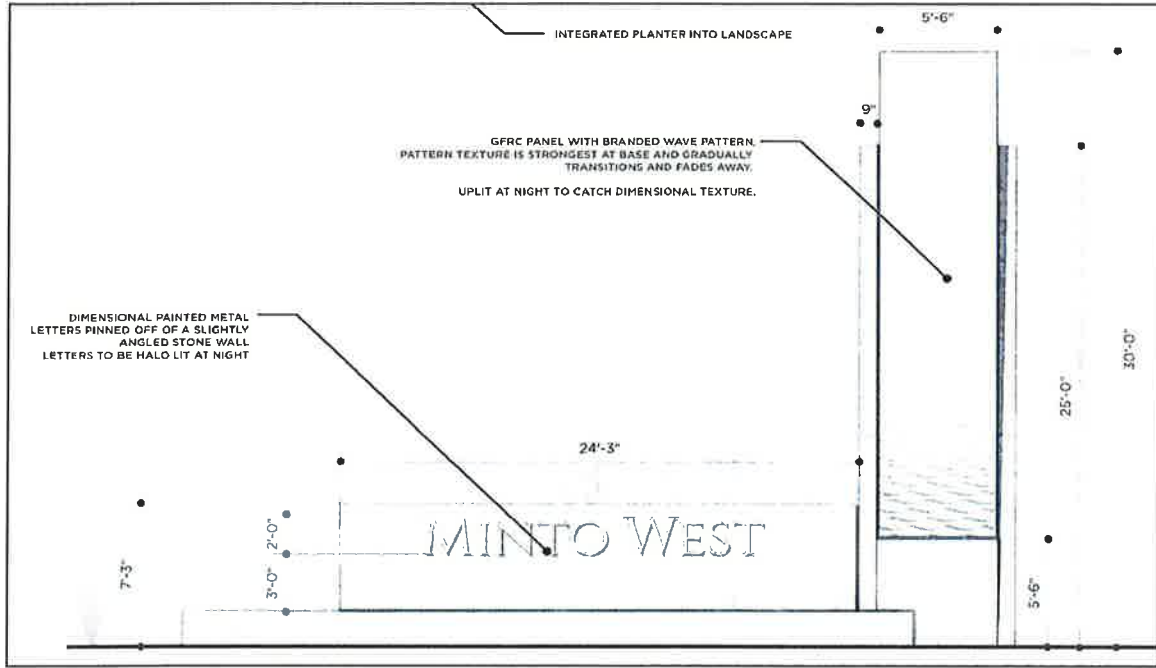 5'-6"
INTEGRATED PLANTER INTO LANDSCAPE
9"
GFRC PANEL WITH BRANDED WAVE PATTERN.
PATTERN TEXTURE IS STRONGEST AT BASE AND GRADUALLY
TRANSITIONS AND FADES AWAY.
UPLIT AT NIGHT TO CATCH DIMENSIONAL TEXTURE.
DIMENSIONAL PAINTED METAL
LETTERS PINNED OFF OF A SLIGHTLY
ANGLED STONE WALL
LETTERS TO BE HALO LIT AT NIGHT
30'-0"
25'-0"
24'-3"
MINTO WEST
2'-0"
7'-3"
3'-0"
5'-6"